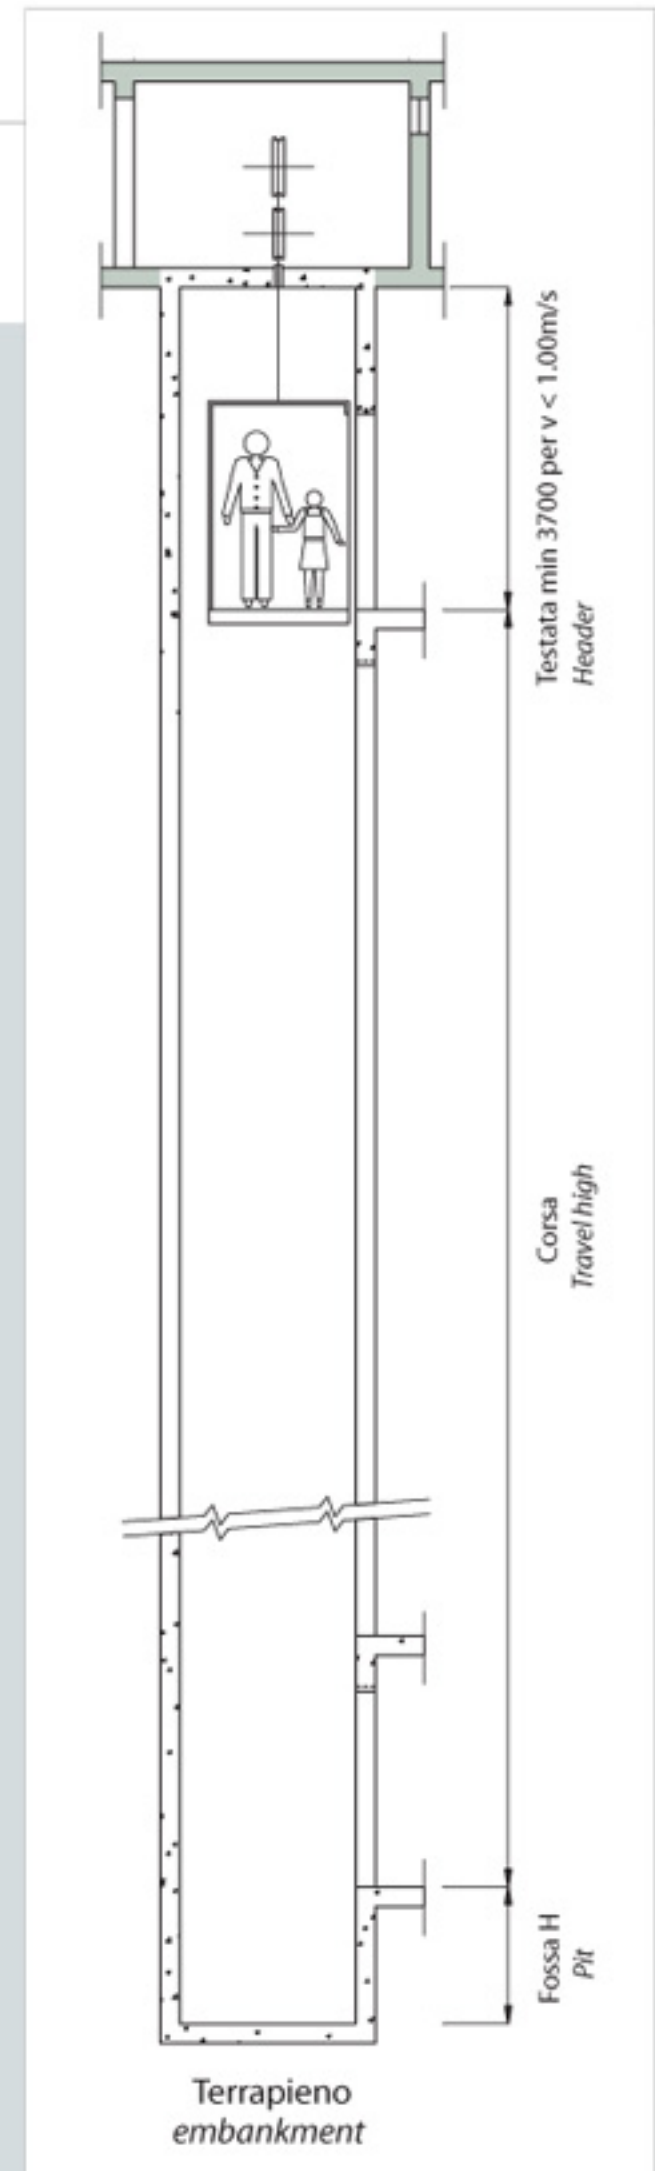 Testata min 3700 per v < 1.00m/s
Header
Corsa
Travel high
Fossa H
Pit
Terrapieno
embankment